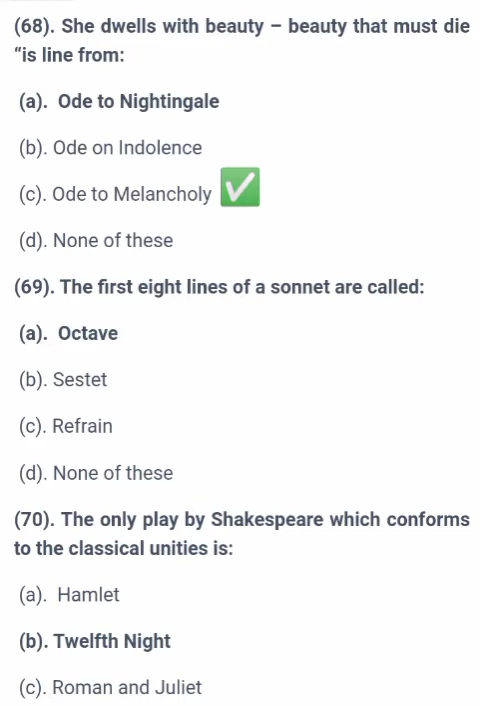 (68). She dwells with beauty – beauty that must die
“is line from:
(a). Ode to Nightingale
(b). Ode on Indolence
(c). Ode to Melancholy ✅
(d). None of these
(69). The first eight lines of a sonnet are called:
(a). Octave
(b). Sestet
(c). Refrain
(d). None of these
(70). The only play by Shakespeare which conforms
to the classical unities is:
(a). Hamlet
(b). Twelfth Night
(c). Roman and Juliet